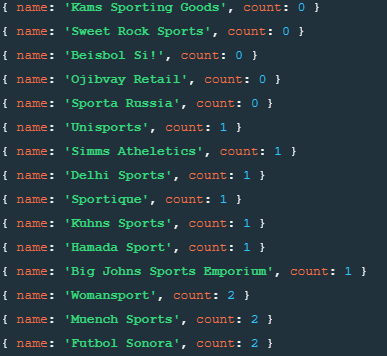 { name: 'Kams Sporting Goods', count: 0 }
{ name: 'Sweet Rock Sports', count: 0 }
{ name: 'Beisbol Si!', count: 0 }
{ name: 'Ojibvay Retail', count: 0 }
{ name: 'Sporta Russia', count: 0 }
{ name: 'Unisports', count: 1 }
{ name: 'Simms Atheletics', count: 1 }
{ name: 'Delhi Sports', count: 1 }
{ name: 'Sportique', count: 1 }
{ name: 'Kuhns Sports', count: 1 }
{ name: 'Hamada Sport', count: 1 }
{ name: 'Big Johns Sports Emporium', count: 1 }
{ name: 'Womansport', count: 2 }
{ name: 'Muench Sports', count: 2 }
{ name: 'Futbol Sonora', count: 2 }